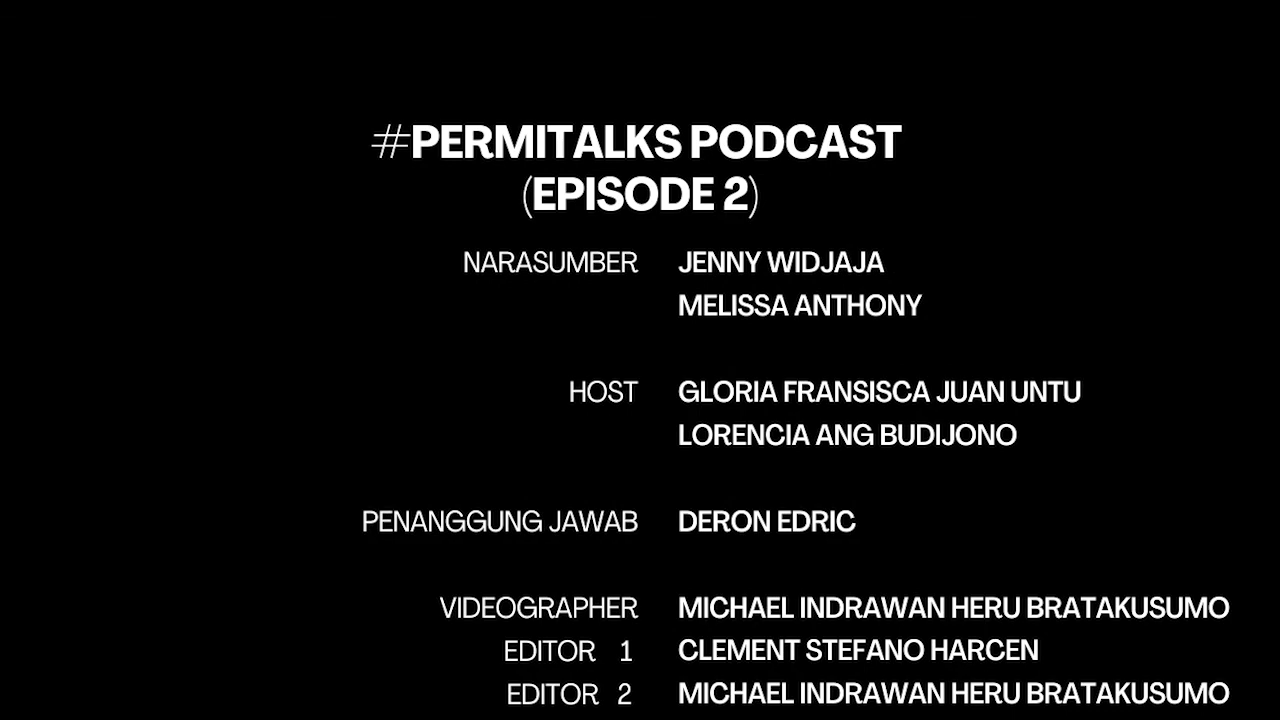 #PERMITALKS PODCAST
(EPISODE 2)
NARASUMBER JENNY WIDJAJA
MELISSA ANTHONY
HOST GLORIA FRANSISCA JUAN UNTU
LORENCIA ANG BUDIJONO
PENANGGUNG JAWAB DERON EDRIC
VIDEOGRAPHER MICHAEL INDRAWAN HERU BRATAKUSUMO
EDITOR 1 CLEMENT STEFANO HARCEN
EDITOR 2 MICHAEL INDRAWAN HERU BRATAKUSUMO